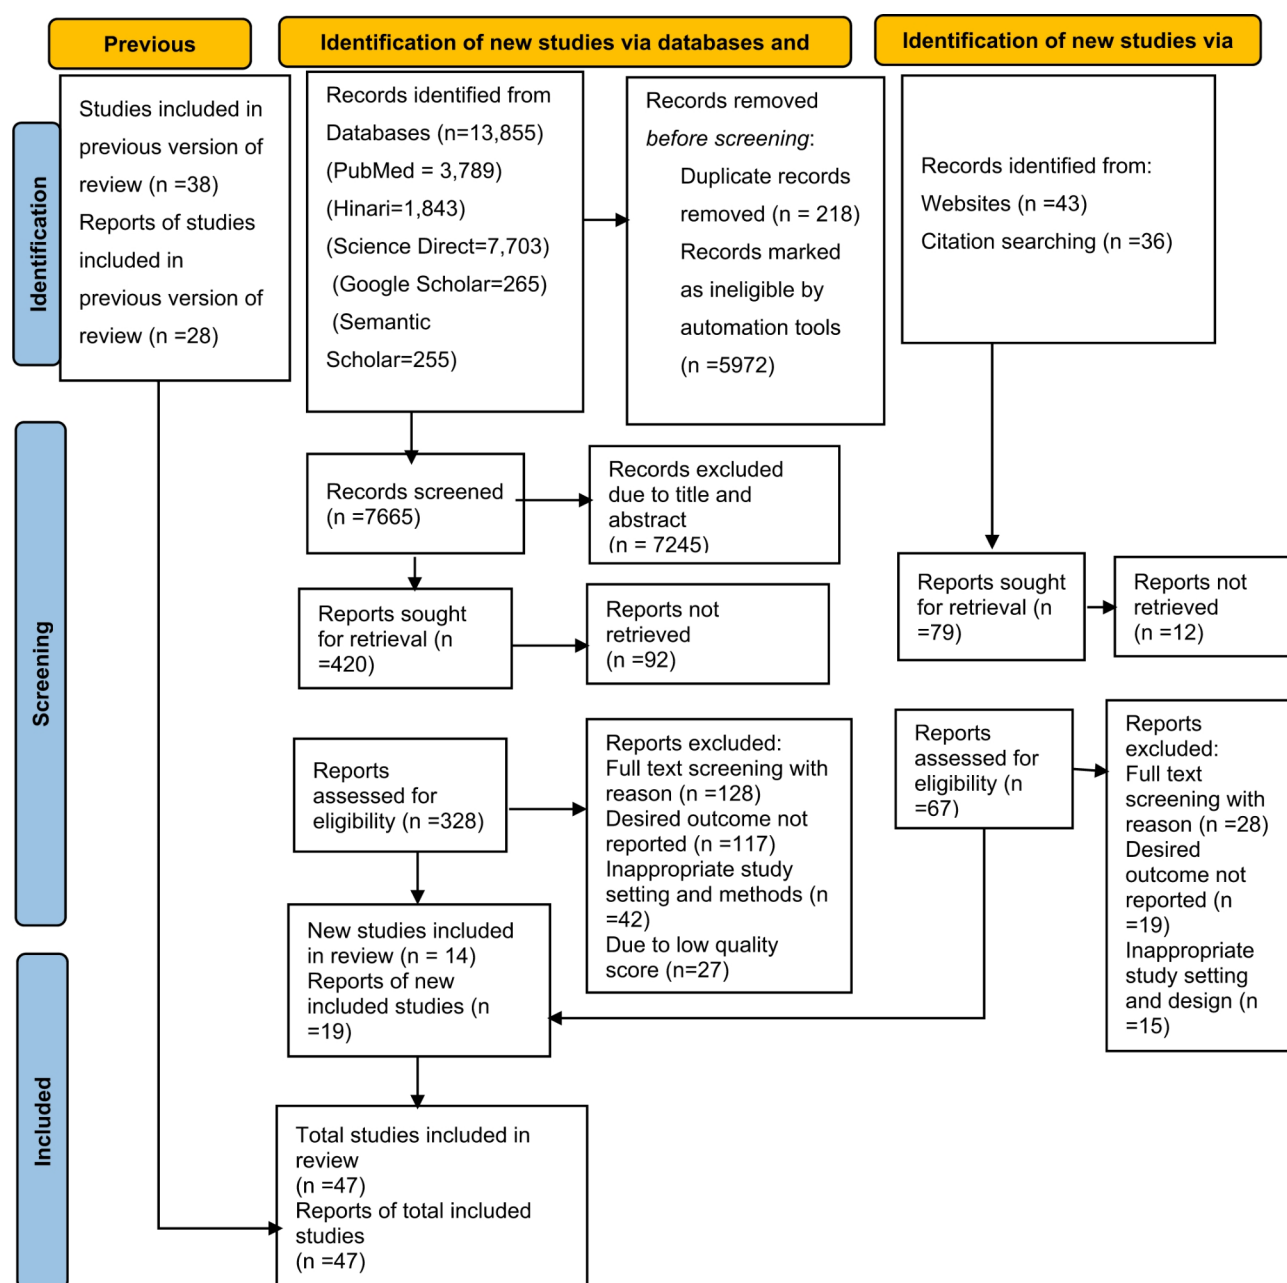 Previous
Identification of new studies via databases and
Identification of new studies via
Identification
Studies included in
previous version of
review (n =38)
Reports of studies
included in
previous version of
review (n =28)
Records identified from
Databases (n=13,855)
(PubMed = 3,789)
(Hinari=1,843)
(Science Direct=7,703)
(Google Scholar=265)
(Semantic
Scholar=255)
Records removed
before screening:
Duplicate records
removed (n = 218)
Records marked
as ineligible by
automation tools
(n =5972)
Records identified from:
Websites (n =43)
Citation searching (n =36)
Screening
Records screened
(n =7665)
Records excluded
due to title and
abstract
(n = 7245)
Reports sought
for retrieval (n
=420)
Reports not
retrieved
(n =92)
Reports sought
for retrieval (n
=79)
Reports not
retrieved
(n =12)
Reports
assessed for
eligibility (n =328)
Reports excluded:
Full text screening with
reason (n =128)
Desired outcome not
reported (n =117)
Inappropriate study
setting and methods (n
=42)
Due to low quality
score (n=27)
Reports
assessed for
eligibility (n
=67)
Reports
excluded:
Full text
screening with
reason (n =28)
Desired
outcome not
reported (n
=19)
Inappropriate
study setting
and design (n
=15)
New studies included
in review (n = 14)
Reports of new
included studies (n
=19)
Included
Total studies included in
review
(n =47)
Reports of total included
studies
(n =47)